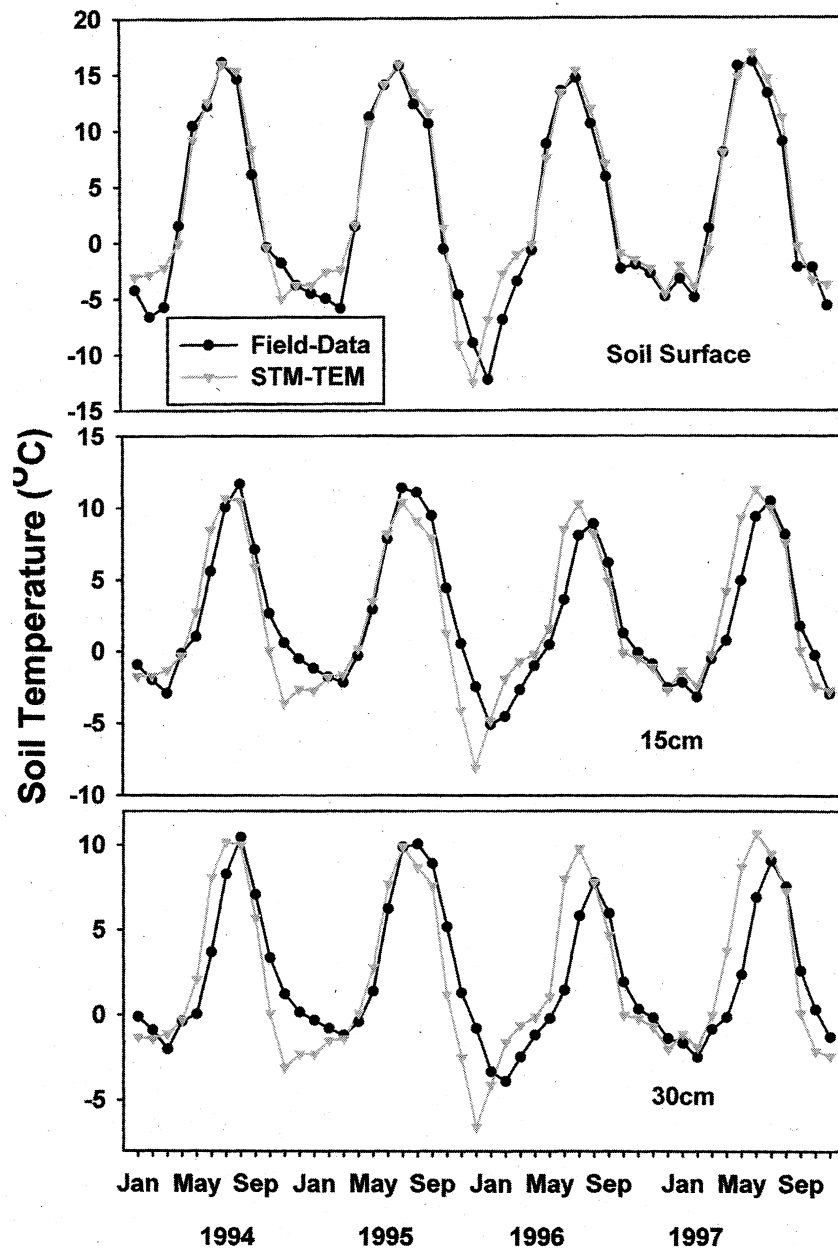 Soil Temperature (°C)
20
15
10
5
0
-5
-10
-15
Field-Data
STM-TEM
Soil Surface
15
10
5
0
-5
-10
15cm
10
5
0
-5
30cm
Jan May Sep Jan May Sep Jan May Sep Jan May Sep
1994 1995 1996 1997